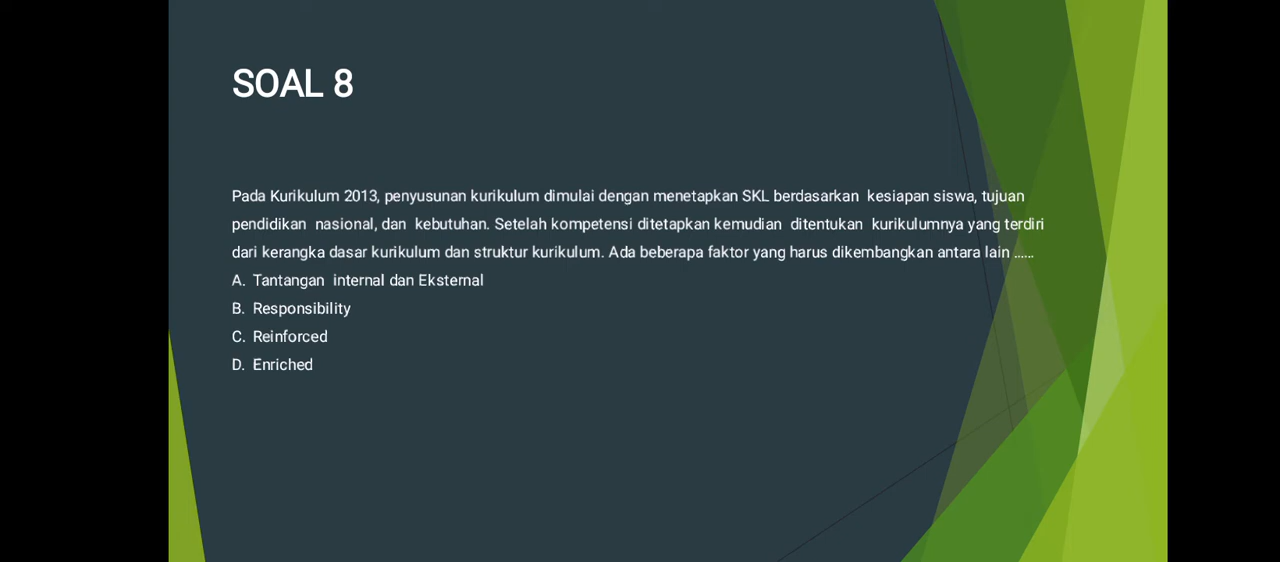 SOAL 8
Pada Kurikulum 2013, penyusunan kurikulum dimulai dengan menetapkan SKL berdasarkan kesiapan siswa, tujuan
pendidikan nasional, dan kebutuhan. Setelah kompetensi ditetapkan kemudian ditentukan kurikulumnya yang terdiri
dari kerangka dasar kurikulum dan struktur kurikulum. Ada beberapa faktor yang harus dikembangkan antara lain ......
A. Tantangan internal dan Eksternal
B. Responsibility
C. Reinforced
D. Enriched